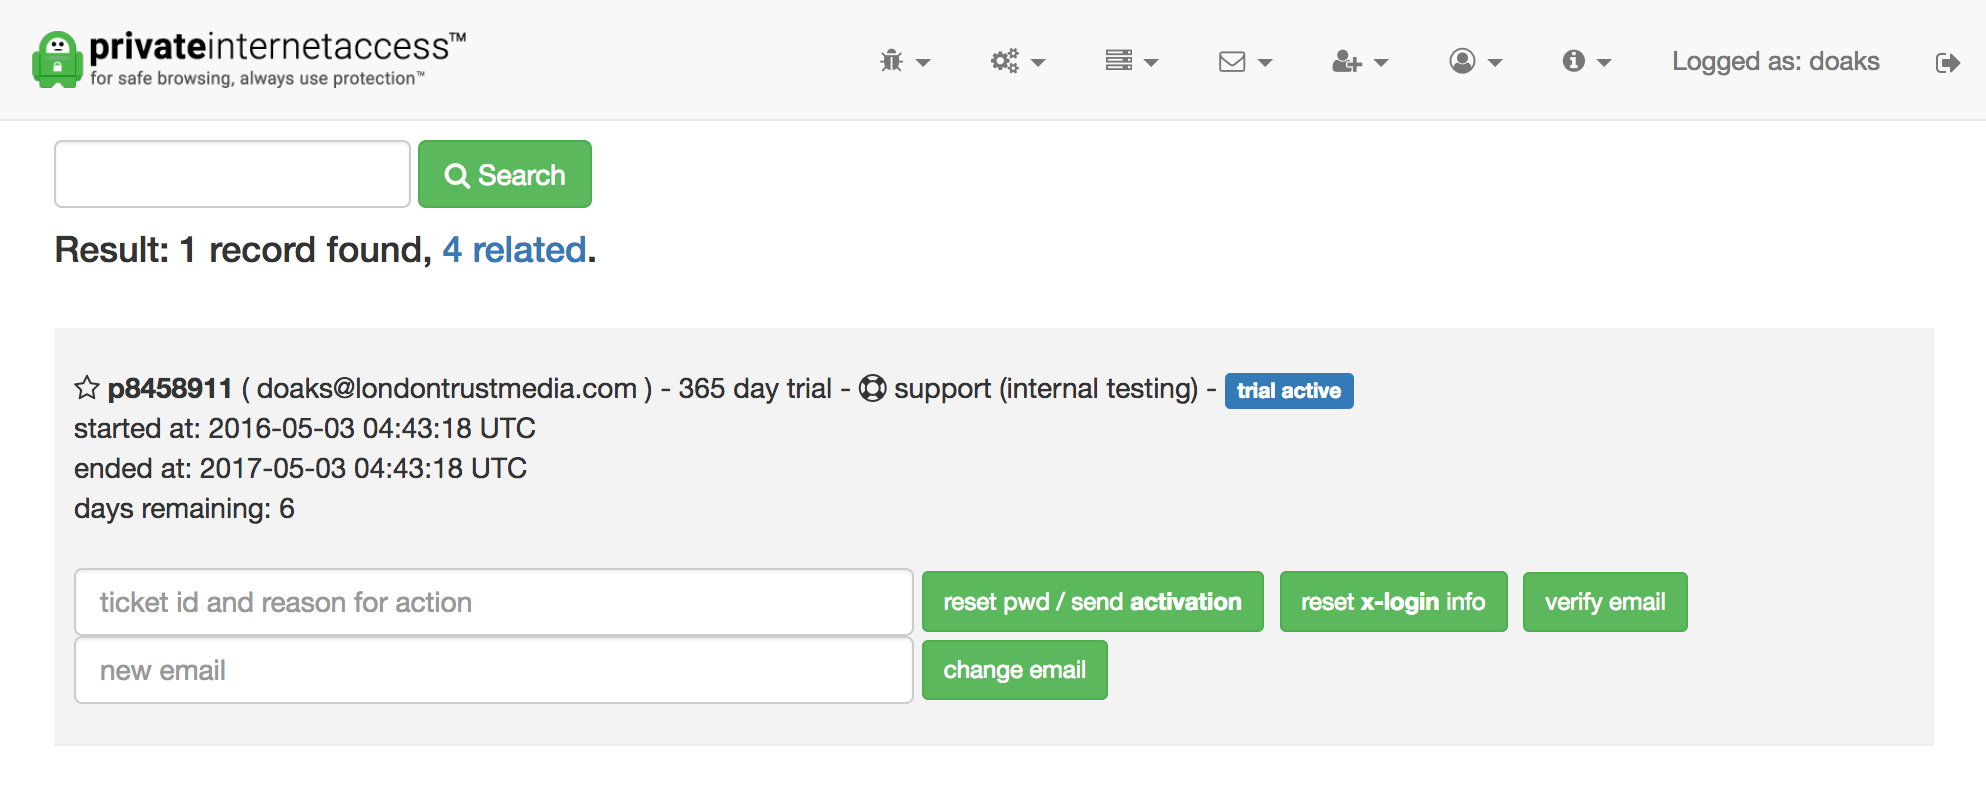 privateinternetaccess™
for safe browsing, always use protection™
Logged as: doaks
Search
Result: 1 record found, 4 related.
p8458911 ( doaks@londontrustmedia.com ) - 365 day trial - support (internal testing) - trial active
started at: 2016-05-03 04:43:18 UTC
ended at: 2017-05-03 04:43:18 UTC
days remaining: 6
ticket id and reason for action reset pwd / send activation reset x-login info verify email
new email change email